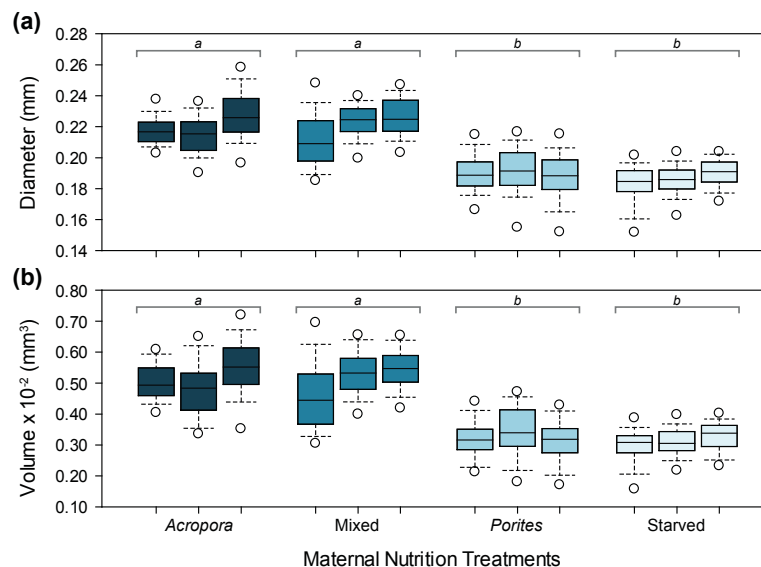 (a)
a
a
b
b
0.28
0.26
0.24
0.22
0.20
0.18
0.16
0.14
Diameter (mm)
(b)
a
a
b
b
0.80
0.70
0.60
0.50
0.40
0.30
0.20
0.10
Volume x 10⁻² (mm³)
Acropora Mixed Porites Starved
Maternal Nutrition Treatments